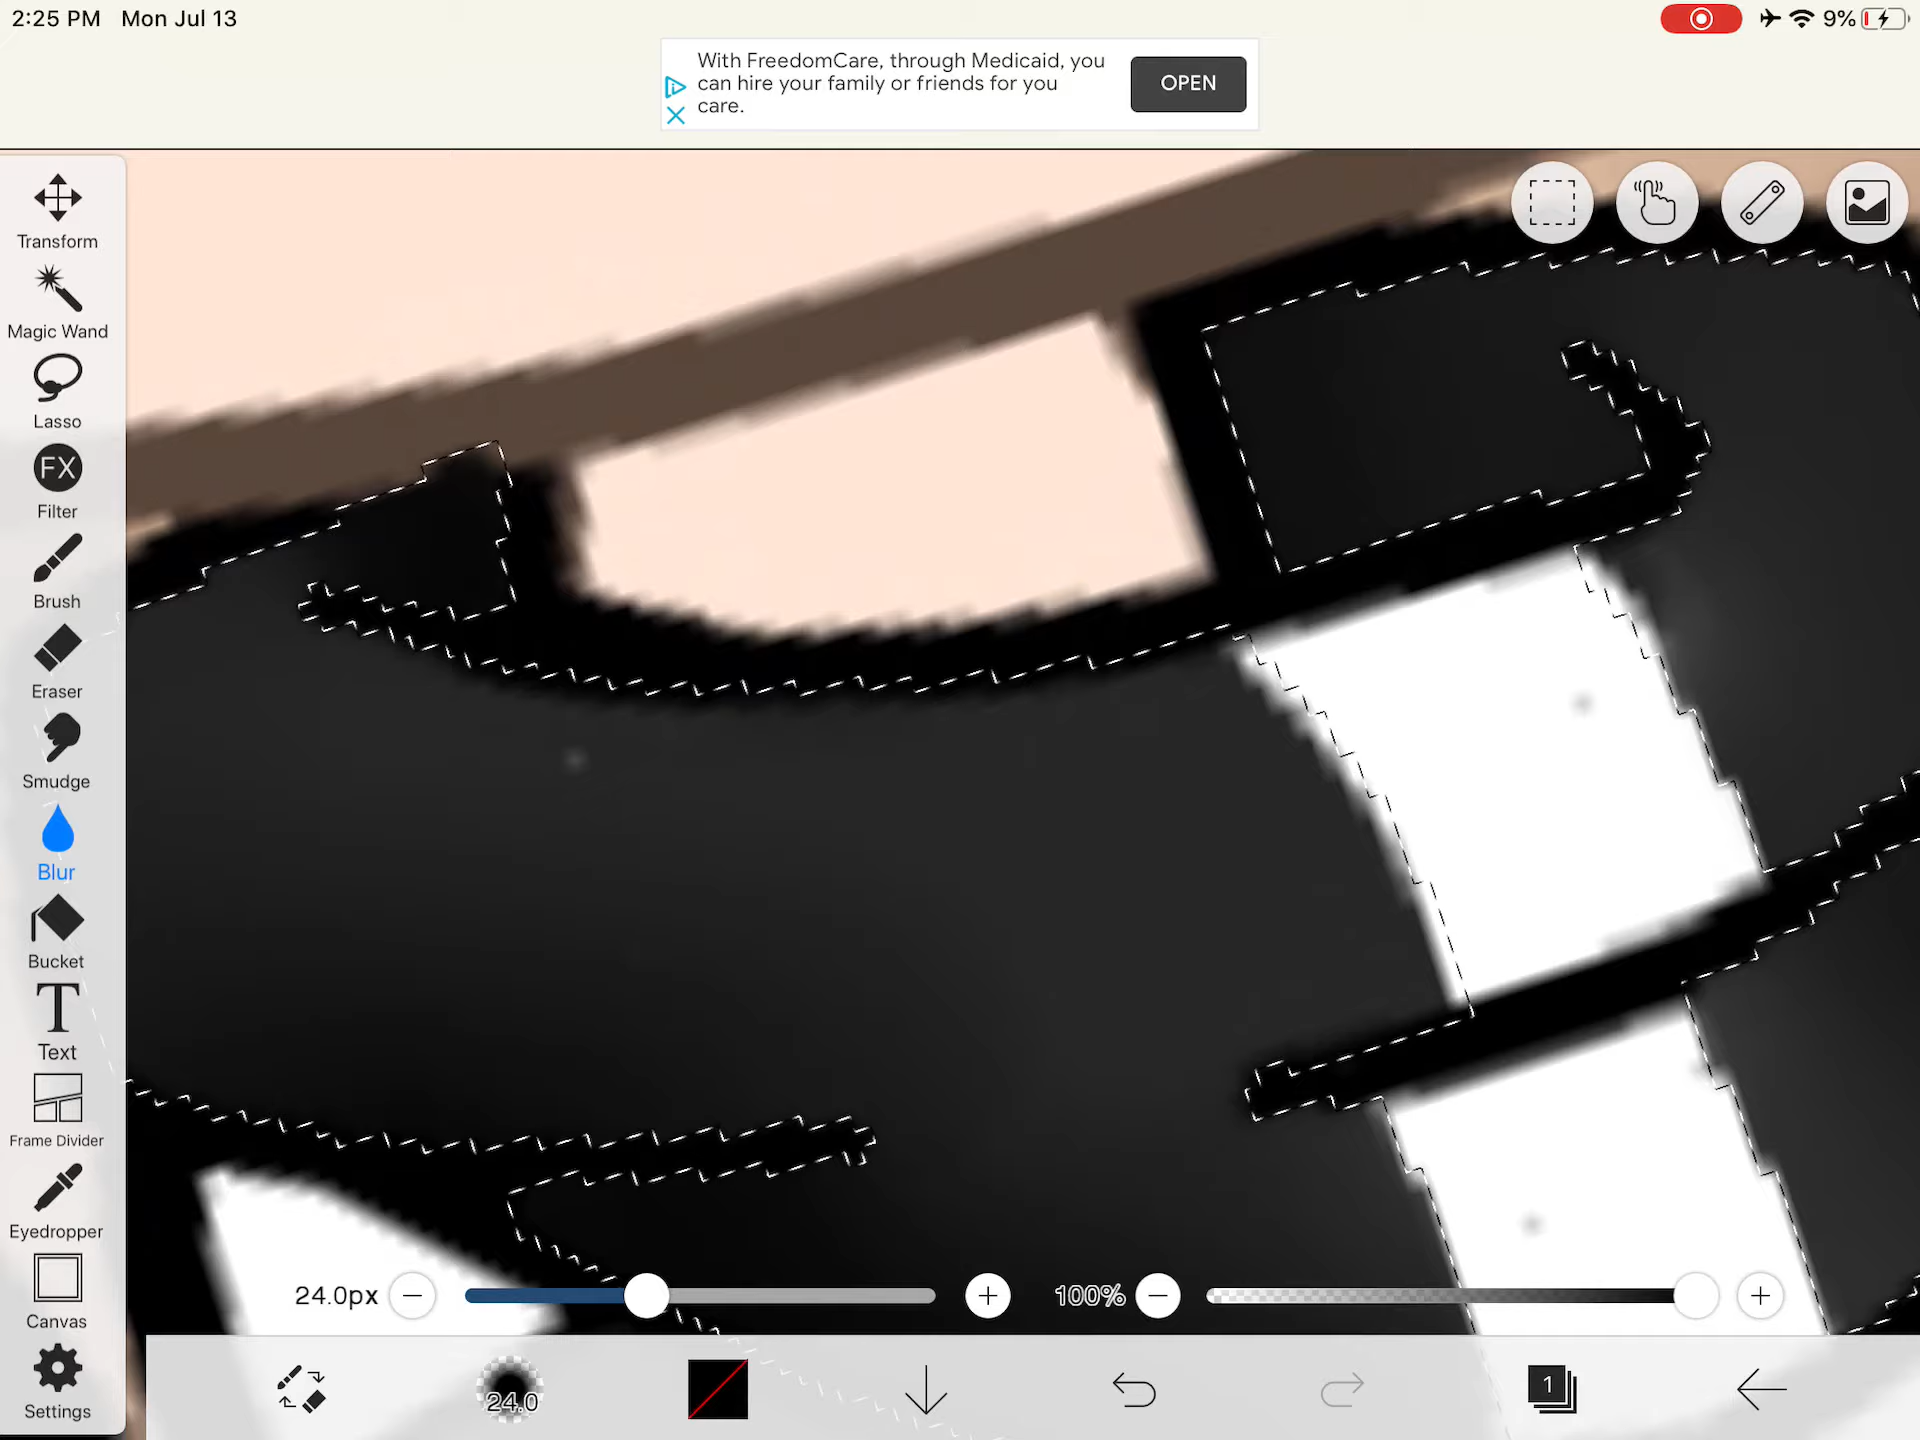 2:25 PM Mon Jul 13
9%
With FreedomCare, through Medicaid, you
can hire your family or friends for you
care.
OPEN
Transform
Magic Wand
Lasso
FX
Filter
Brush
Eraser
Smudge
Blur
Bucket
T
Text
Frame Divider
Eyedropper
Canvas
Settings
24.0px
100%
24.0
1